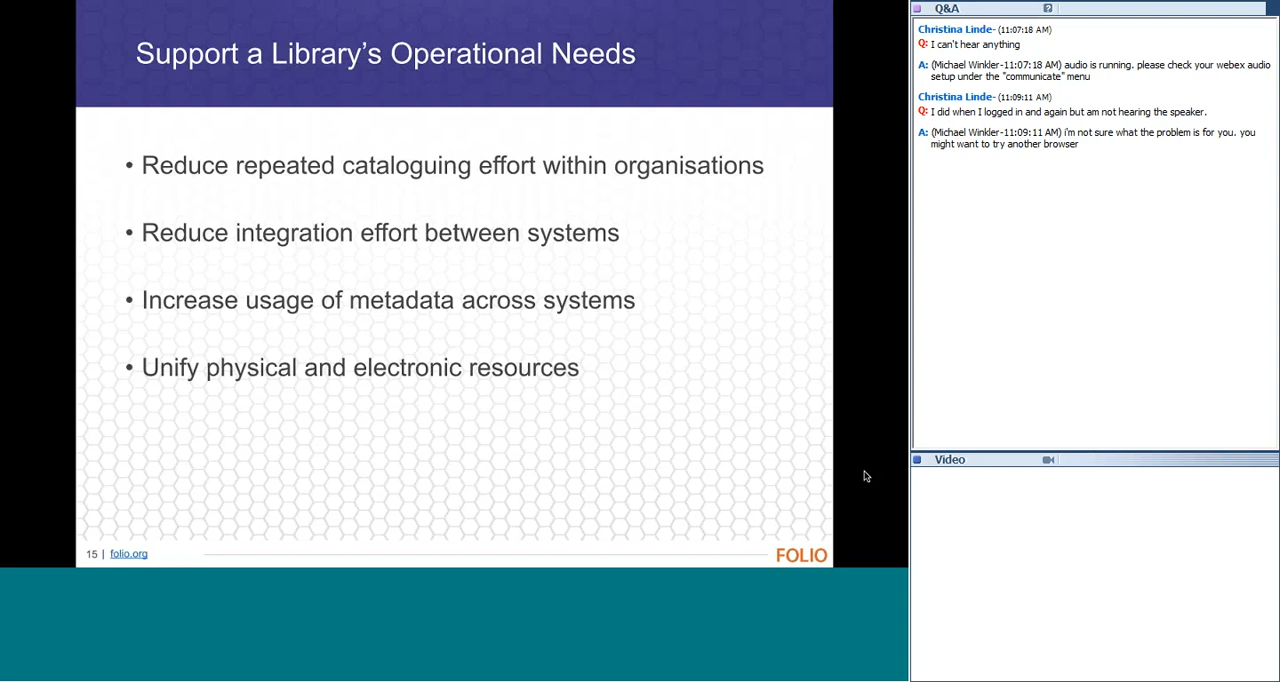 Support a Library's Operational Needs
• Reduce repeated cataloguing effort within organisations
• Reduce integration effort between systems
• Increase usage of metadata across systems
• Unify physical and electronic resources
15 | folio.org
FOLIO
Q&A
Christina Linde- (11:07:18 AM)
Q: I can't hear anything
A: (Michael Winkler-11:07:18 AM) audio is running. please check your webex audio
setup under the "communicate" menu
Christina Linde- (11:09:11 AM)
Q: I did when I logged in and again but am not hearing the speaker.
A: (Michael Winkler-11:09:11 AM) i'm not sure what the problem is for you. you
might want to try another browser
Video